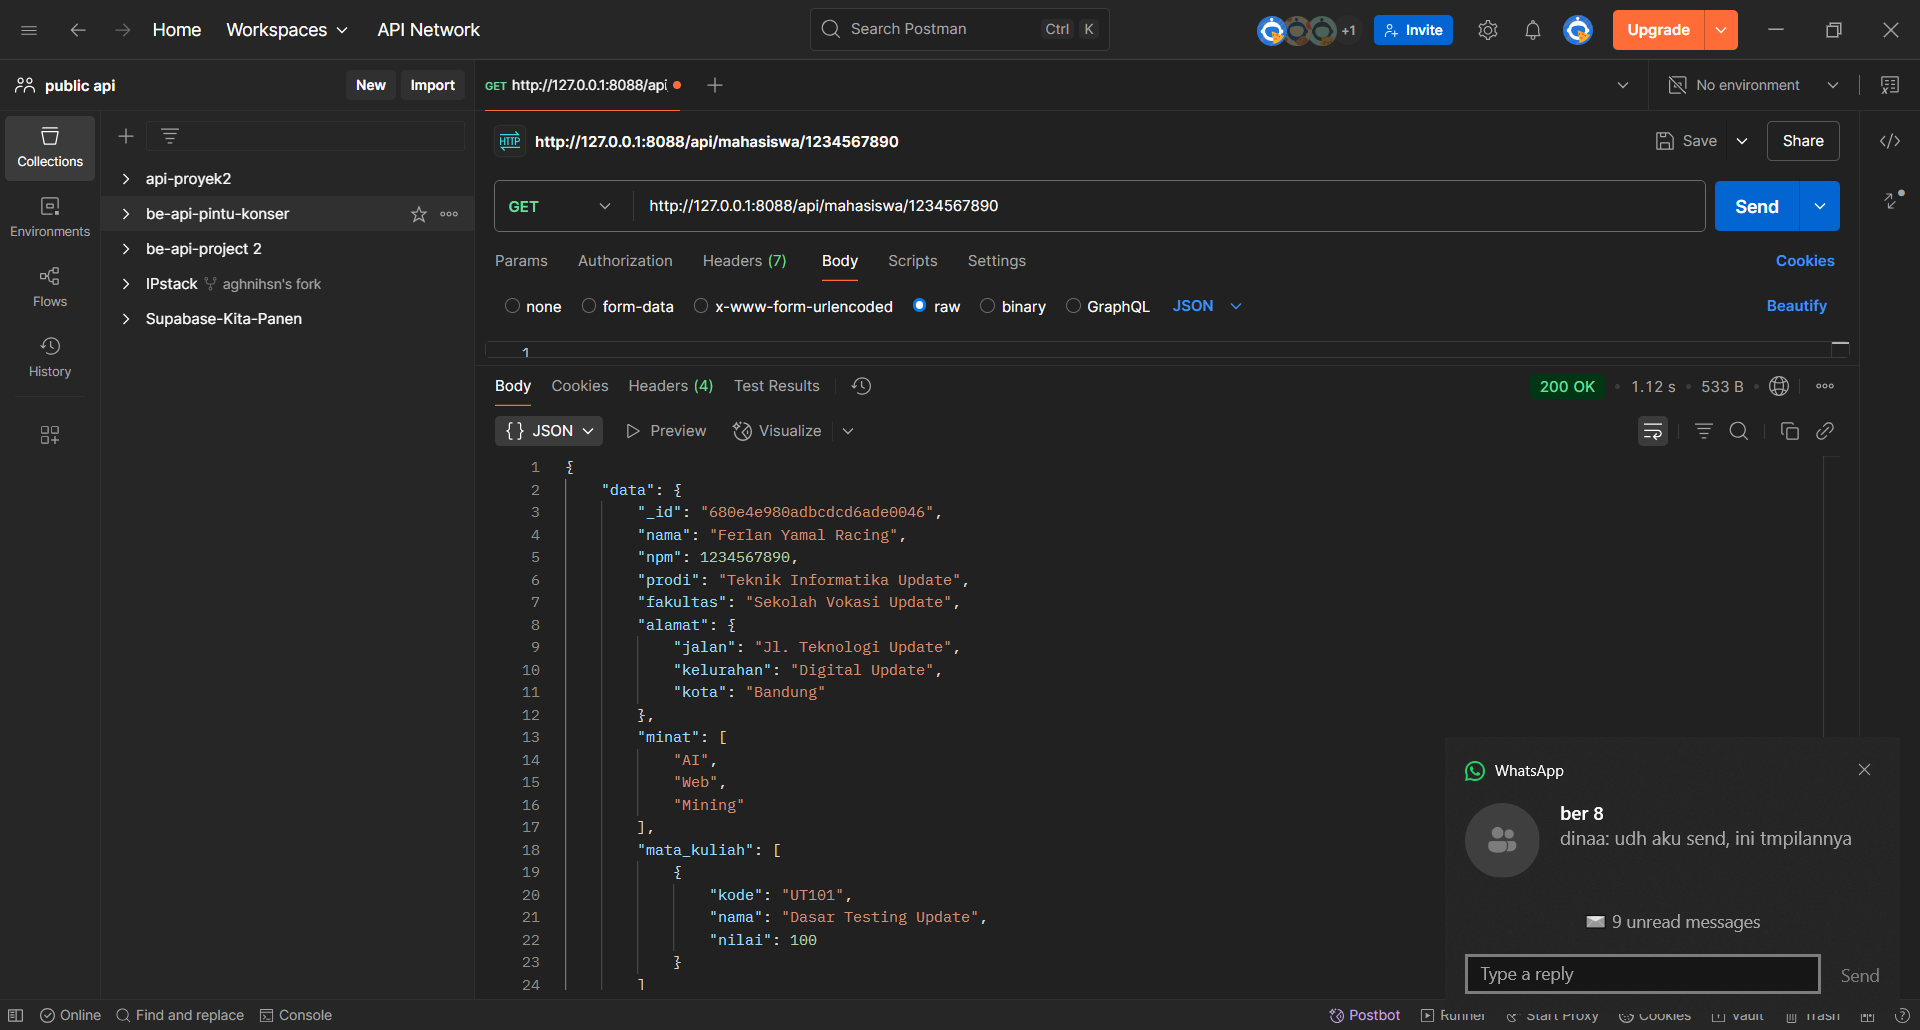 Home Workspaces API Network Search Postman Ctrl K +1 Invite Upgrade
public api New Import GET http://127.0.0.1:8088/api No environment
Collections
Environments
Flows
History
api-proyek2
be-api-pintu-konser
be-api-project 2
IPstack aghnihsn's fork
Supabase-Kita-Panen
HTTP http://127.0.0.1:8088/api/mahasiswa/1234567890 Save Share
GET http://127.0.0.1:8088/api/mahasiswa/1234567890 Send
Params Authorization Headers (7) Body Scripts Settings Cookies
none form-data x-www-form-urlencoded raw binary GraphQL JSON Beautify
1
Body Cookies Headers (4) Test Results 200 OK • 1.12 s • 533 B
{} JSON Preview Visualize
1 {
2 "data": {
3 "_id": "680e4e980adbcdcd6ade0046",
4 "nama": "Ferlan Yamal Racing",
5 "npm": 1234567890,
6 "prodi": "Teknik Informatika Update",
7 "fakultas": "Sekolah Vokasi Update",
8 "alamat": {
9 "jalan": "Jl. Teknologi Update",
10 "kelurahan": "Digital Update",
11 "kota": "Bandung"
12 },
13 "minat": [
14 "AI",
15 "Web",
16 "Mining"
17 ],
18 "mata_kuliah": [
19 {
20 "kode": "UT101",
21 "nama": "Dasar Testing Update",
22 "nilai": 100
23 }
24 ]
WhatsApp
ber 8
dinaa: udh aku send, ini tmpilannya
9 unread messages
Type a reply Send
Online Find and replace Console Postbot Runner Start Proxy Cookies Vault Trash